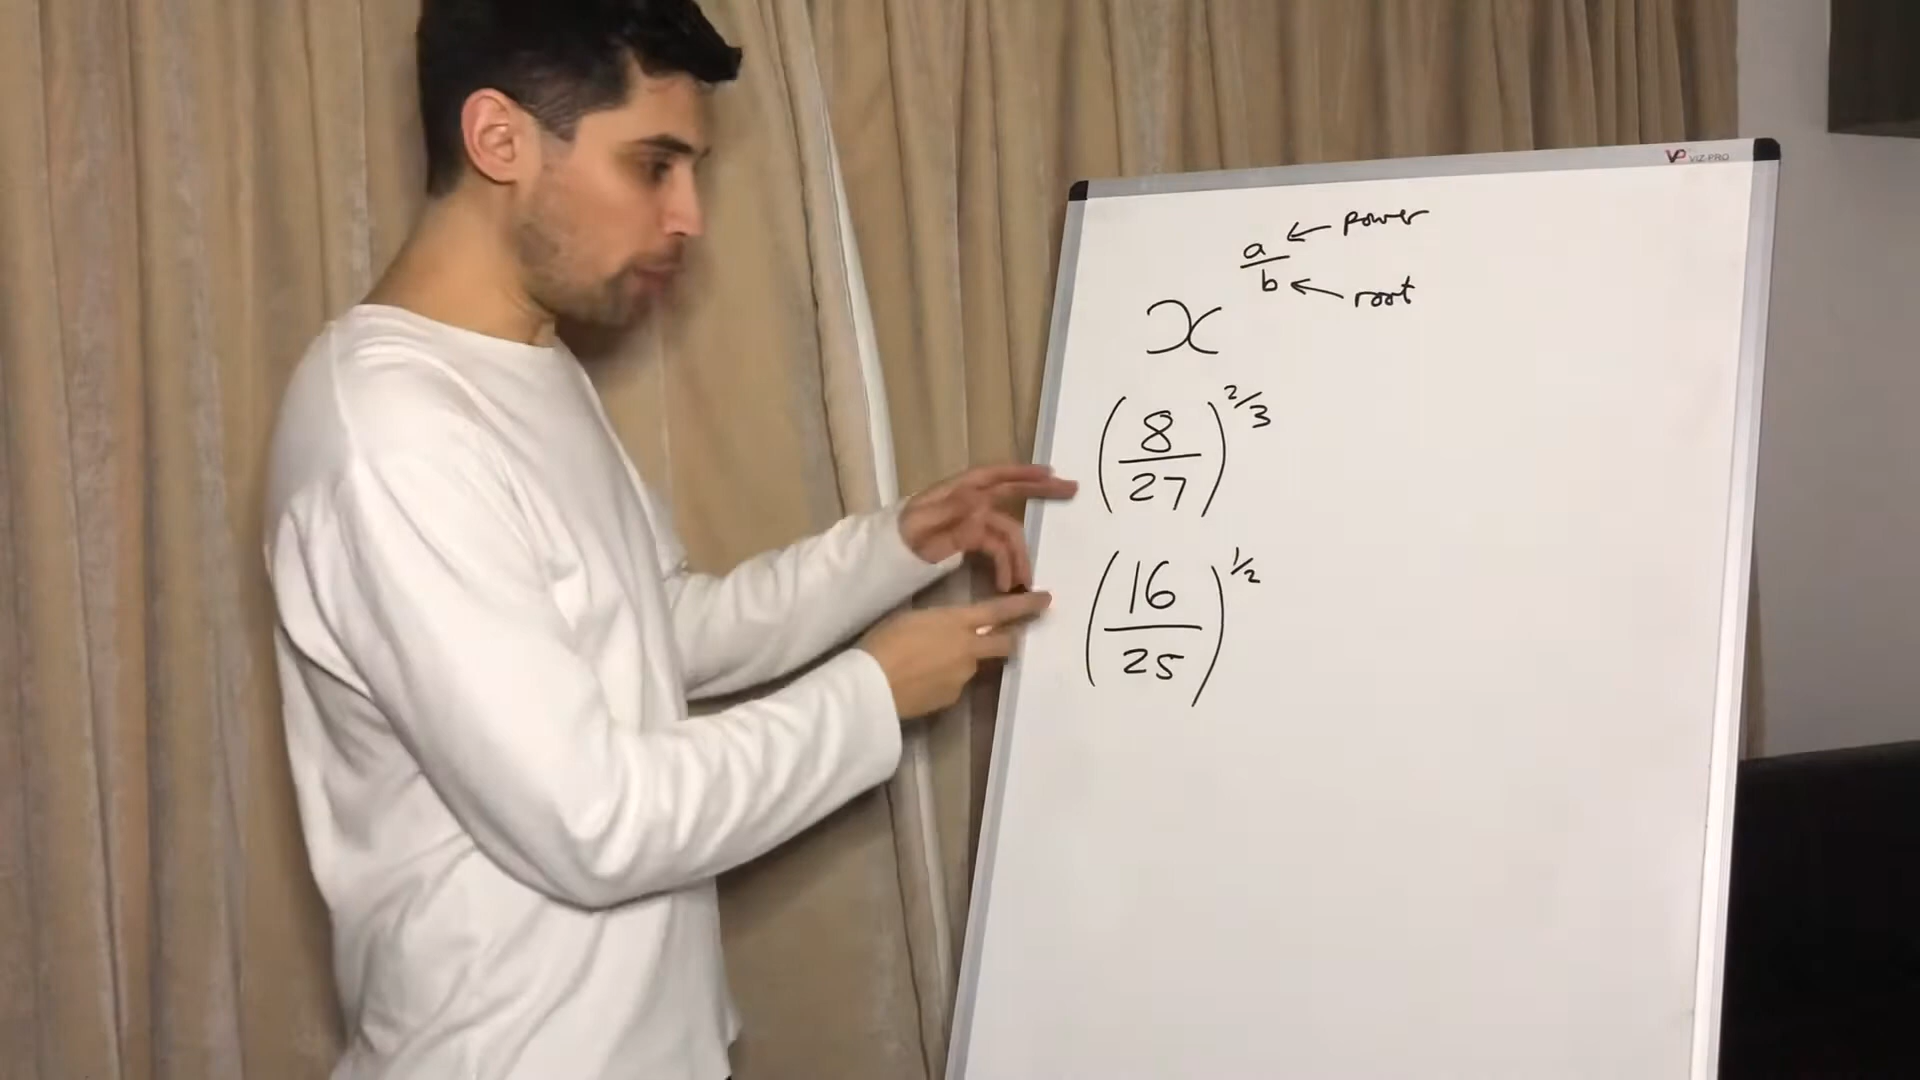 VP VIZ-PRO
x^(a/b) ← power
← root
(8/27)^(2/3)
(16/25)^(1/2)